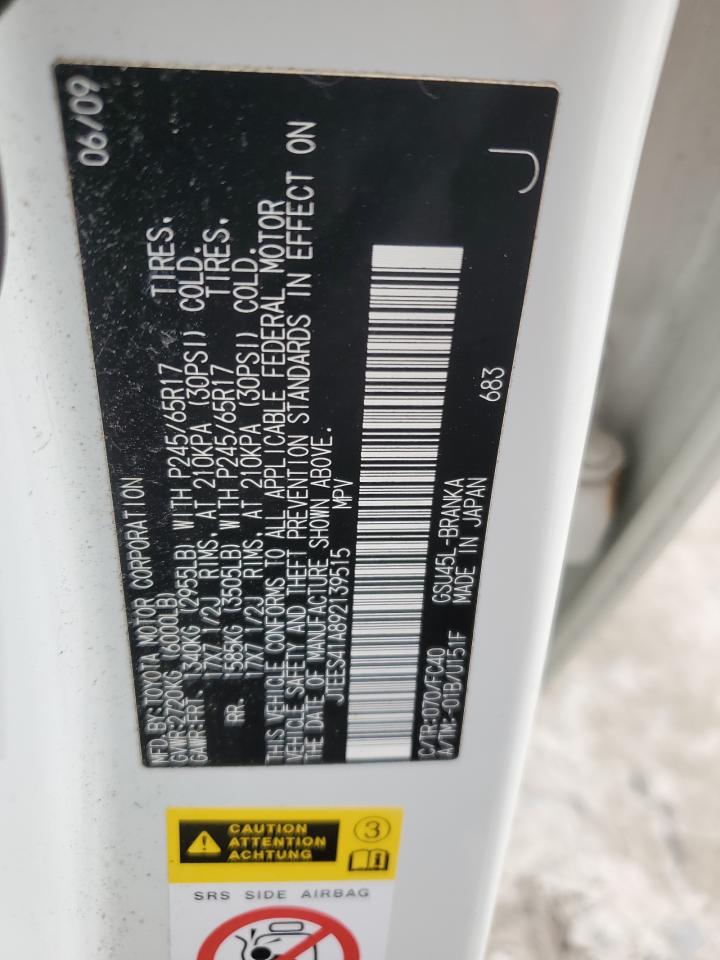 06/09
MFD. BY: TOYOTA MOTOR CORPORATION
GVWR: 2720KG (6000LB)
GAWR: FRT. 1340KG (2955LB) WITH P245/65R17 TIRES,
17X7 1/2J RIMS, AT 210KPA (30PSI) COLD.
RR. 1585KG (3506LB) WITH P245/65R17 TIRES,
17X7 1/2J RIMS, AT 210KPA (30PSI) COLD.
THIS VEHICLE CONFORMS TO ALL APPLICABLE FEDERAL MOTOR
VEHICLE SAFETY AND THEFT PREVENTION STANDARDS IN EFFECT ON
THE DATE OF MANUFACTURE SHOWN ABOVE.
JTEES41A892139515 MPV
C/TR:070/FC40 GSU45L-BRANKA
A/TM:-01B/U151F MADE IN JAPAN
683
J
CAUTION
ATTENTION
ACHTUNG
3
SRS SIDE AIRBAG